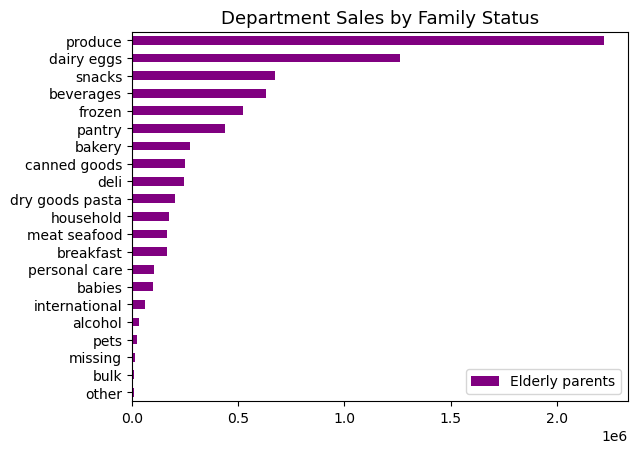 Department Sales by Family Status
produce
dairy eggs
snacks
beverages
frozen
pantry
bakery
canned goods
deli
dry goods pasta
household
meat seafood
breakfast
personal care
babies
international
alcohol
pets
missing
bulk
other
Elderly parents
0.0 0.5 1.0 1.5 2.0
1e6